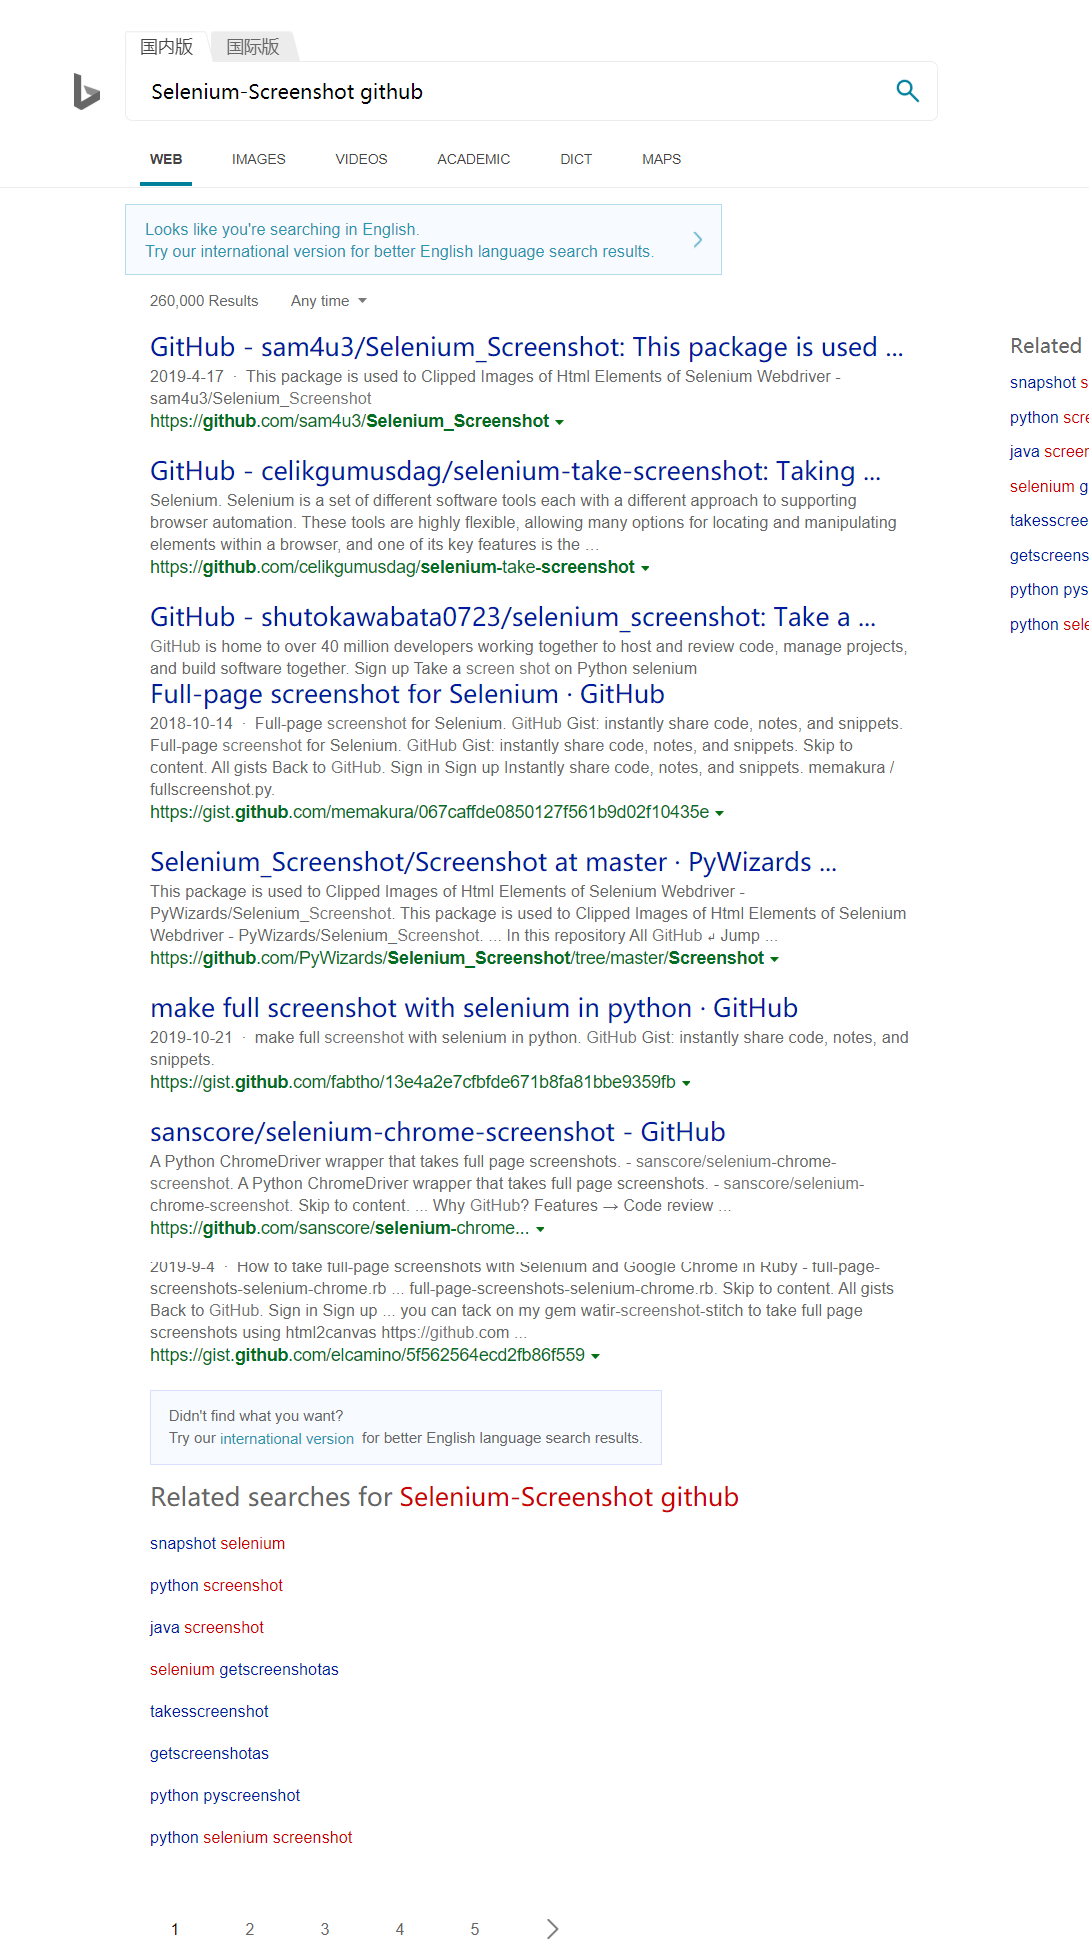 国内版 国际版
Selenium-Screenshot github
WEB IMAGES VIDEOS ACADEMIC DICT MAPS
Looks like you're searching in English.
Try our international version for better English language search results.
260,000 Results Any time
GitHub - sam4u3/Selenium_Screenshot: This package is used ...
2019-4-17 · This package is used to Clipped Images of Html Elements of Selenium Webdriver -
sam4u3/Selenium_Screenshot
https://github.com/sam4u3/Selenium_Screenshot
GitHub - celikgumusdag/selenium-take-screenshot: Taking ...
Selenium. Selenium is a set of different software tools each with a different approach to supporting
browser automation. These tools are highly flexible, allowing many options for locating and manipulating
elements within a browser, and one of its key features is the …
https://github.com/celikgumusdag/selenium-take-screenshot
GitHub - shutokawabata0723/selenium_screenshot: Take a ...
GitHub is home to over 40 million developers working together to host and review code, manage projects,
and build software together. Sign up Take a screen shot on Python selenium
Full-page screenshot for Selenium · GitHub
2018-10-14 · Full-page screenshot for Selenium. GitHub Gist: instantly share code, notes, and snippets.
Full-page screenshot for Selenium. GitHub Gist: instantly share code, notes, and snippets. Skip to
content. All gists Back to GitHub. Sign in Sign up Instantly share code, notes, and snippets. memakura /
fullscreenshot.py.
https://gist.github.com/memakura/067caffde0850127f561b9d02f10435e
Selenium_Screenshot/Screenshot at master · PyWizards ...
This package is used to Clipped Images of Html Elements of Selenium Webdriver -
PyWizards/Selenium_Screenshot. This package is used to Clipped Images of Html Elements of Selenium
Webdriver - PyWizards/Selenium_Screenshot. ... In this repository All GitHub ↵ Jump ...
https://github.com/PyWizards/Selenium_Screenshot/tree/master/Screenshot
make full screenshot with selenium in python · GitHub
2019-10-21 · make full screenshot with selenium in python. GitHub Gist: instantly share code, notes, and
snippets.
https://gist.github.com/fabtho/13e4a2e7cfbfde671b8fa81bbe9359fb
sanscore/selenium-chrome-screenshot - GitHub
A Python ChromeDriver wrapper that takes full page screenshots. - sanscore/selenium-chrome-
screenshot. A Python ChromeDriver wrapper that takes full page screenshots. - sanscore/selenium-
chrome-screenshot. Skip to content. ... Why GitHub? Features → Code review ...
https://github.com/sanscore/selenium-chrome...
2019-9-4 · How to take full-page screenshots with Selenium and Google Chrome in Ruby - full-page-
screenshots-selenium-chrome.rb ... full-page-screenshots-selenium-chrome.rb. Skip to content. All gists
Back to GitHub. Sign in Sign up ... you can tack on my gem watir-screenshot-stitch to take full page
screenshots using html2canvas https://github.com ...
https://gist.github.com/elcamino/5f562564ecd2fb86f559
Didn't find what you want?
Try our international version for better English language search results.
Related searches for Selenium-Screenshot github
snapshot selenium
python screenshot
java screenshot
selenium getscreenshotas
takesscreenshot
getscreenshotas
python pyscreenshot
python selenium screenshot
1 2 3 4 5
Related
snapshot s
python scre
java screer
selenium g
takesscree
getscreens
python pys
python sele